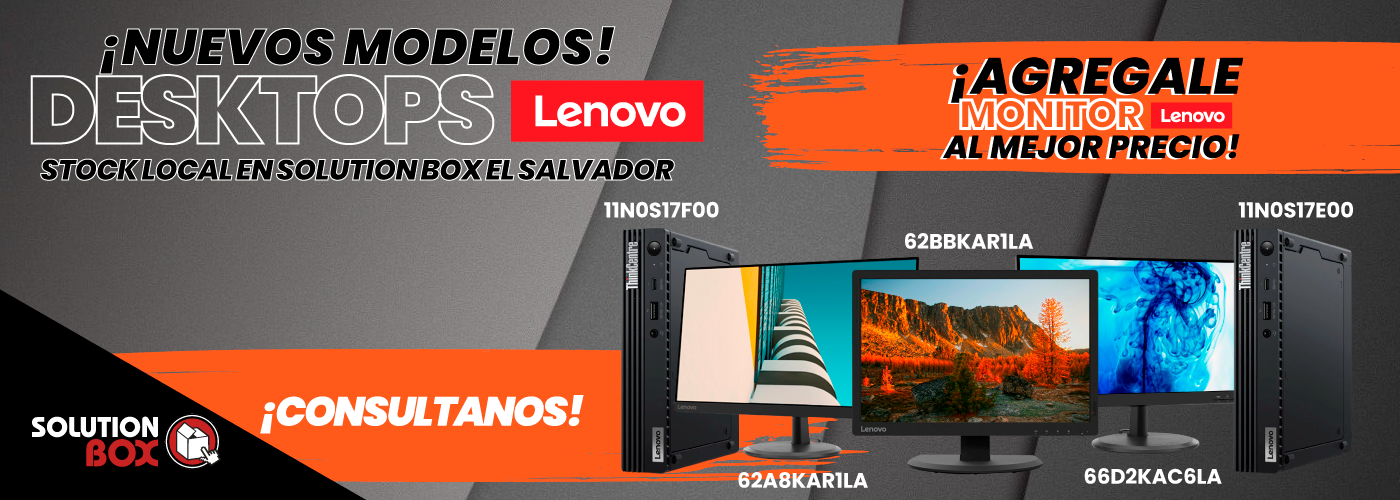 ¡NUEVOS MODELOS!
DESKTOPS Lenovo
STOCK LOCAL EN SOLUTION BOX EL SALVADOR
¡AGREGALE
MONITOR Lenovo
AL MEJOR PRECIO!
11N0S17F00
62BBKAR1LA
11N0S17E00
ThinkCentre
ThinkCentre
Lenovo
Lenovo
Lenovo
Lenovo
62A8KAR1LA
66D2KAC6LA
¡CONSULTANOS!
SOLUTION
BOX